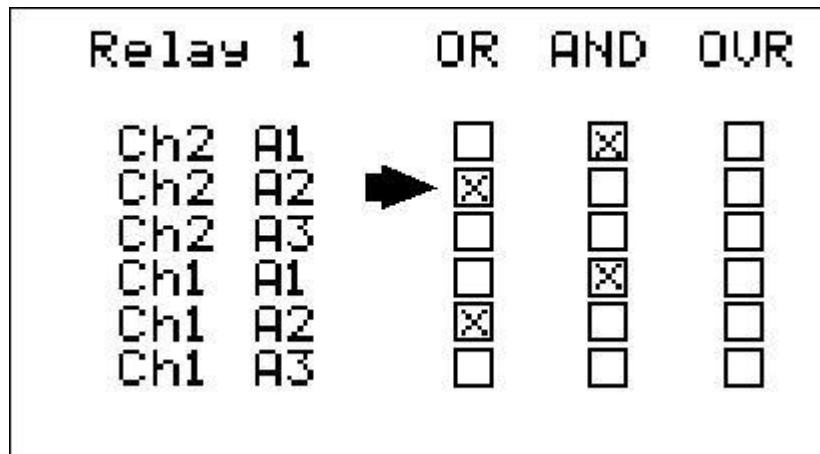 Relay 1 OR AND OVR
Ch2 A1
Ch2 A2
Ch2 A3
Ch1 A1
Ch1 A2
Ch1 A3